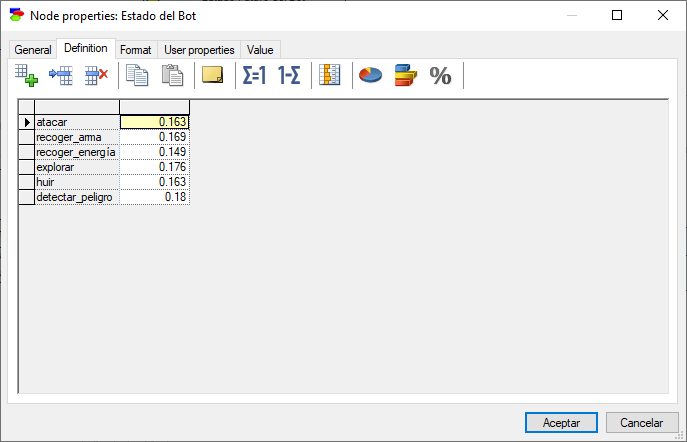 Node properties: Estado del Bot
General Definition Format User properties Value
Σ=1 1-Σ %
atacar 0.163
recoger_arma 0.169
recoger_energía 0.149
explorar 0.176
huir 0.163
detectar_peligro 0.18
Aceptar Cancelar